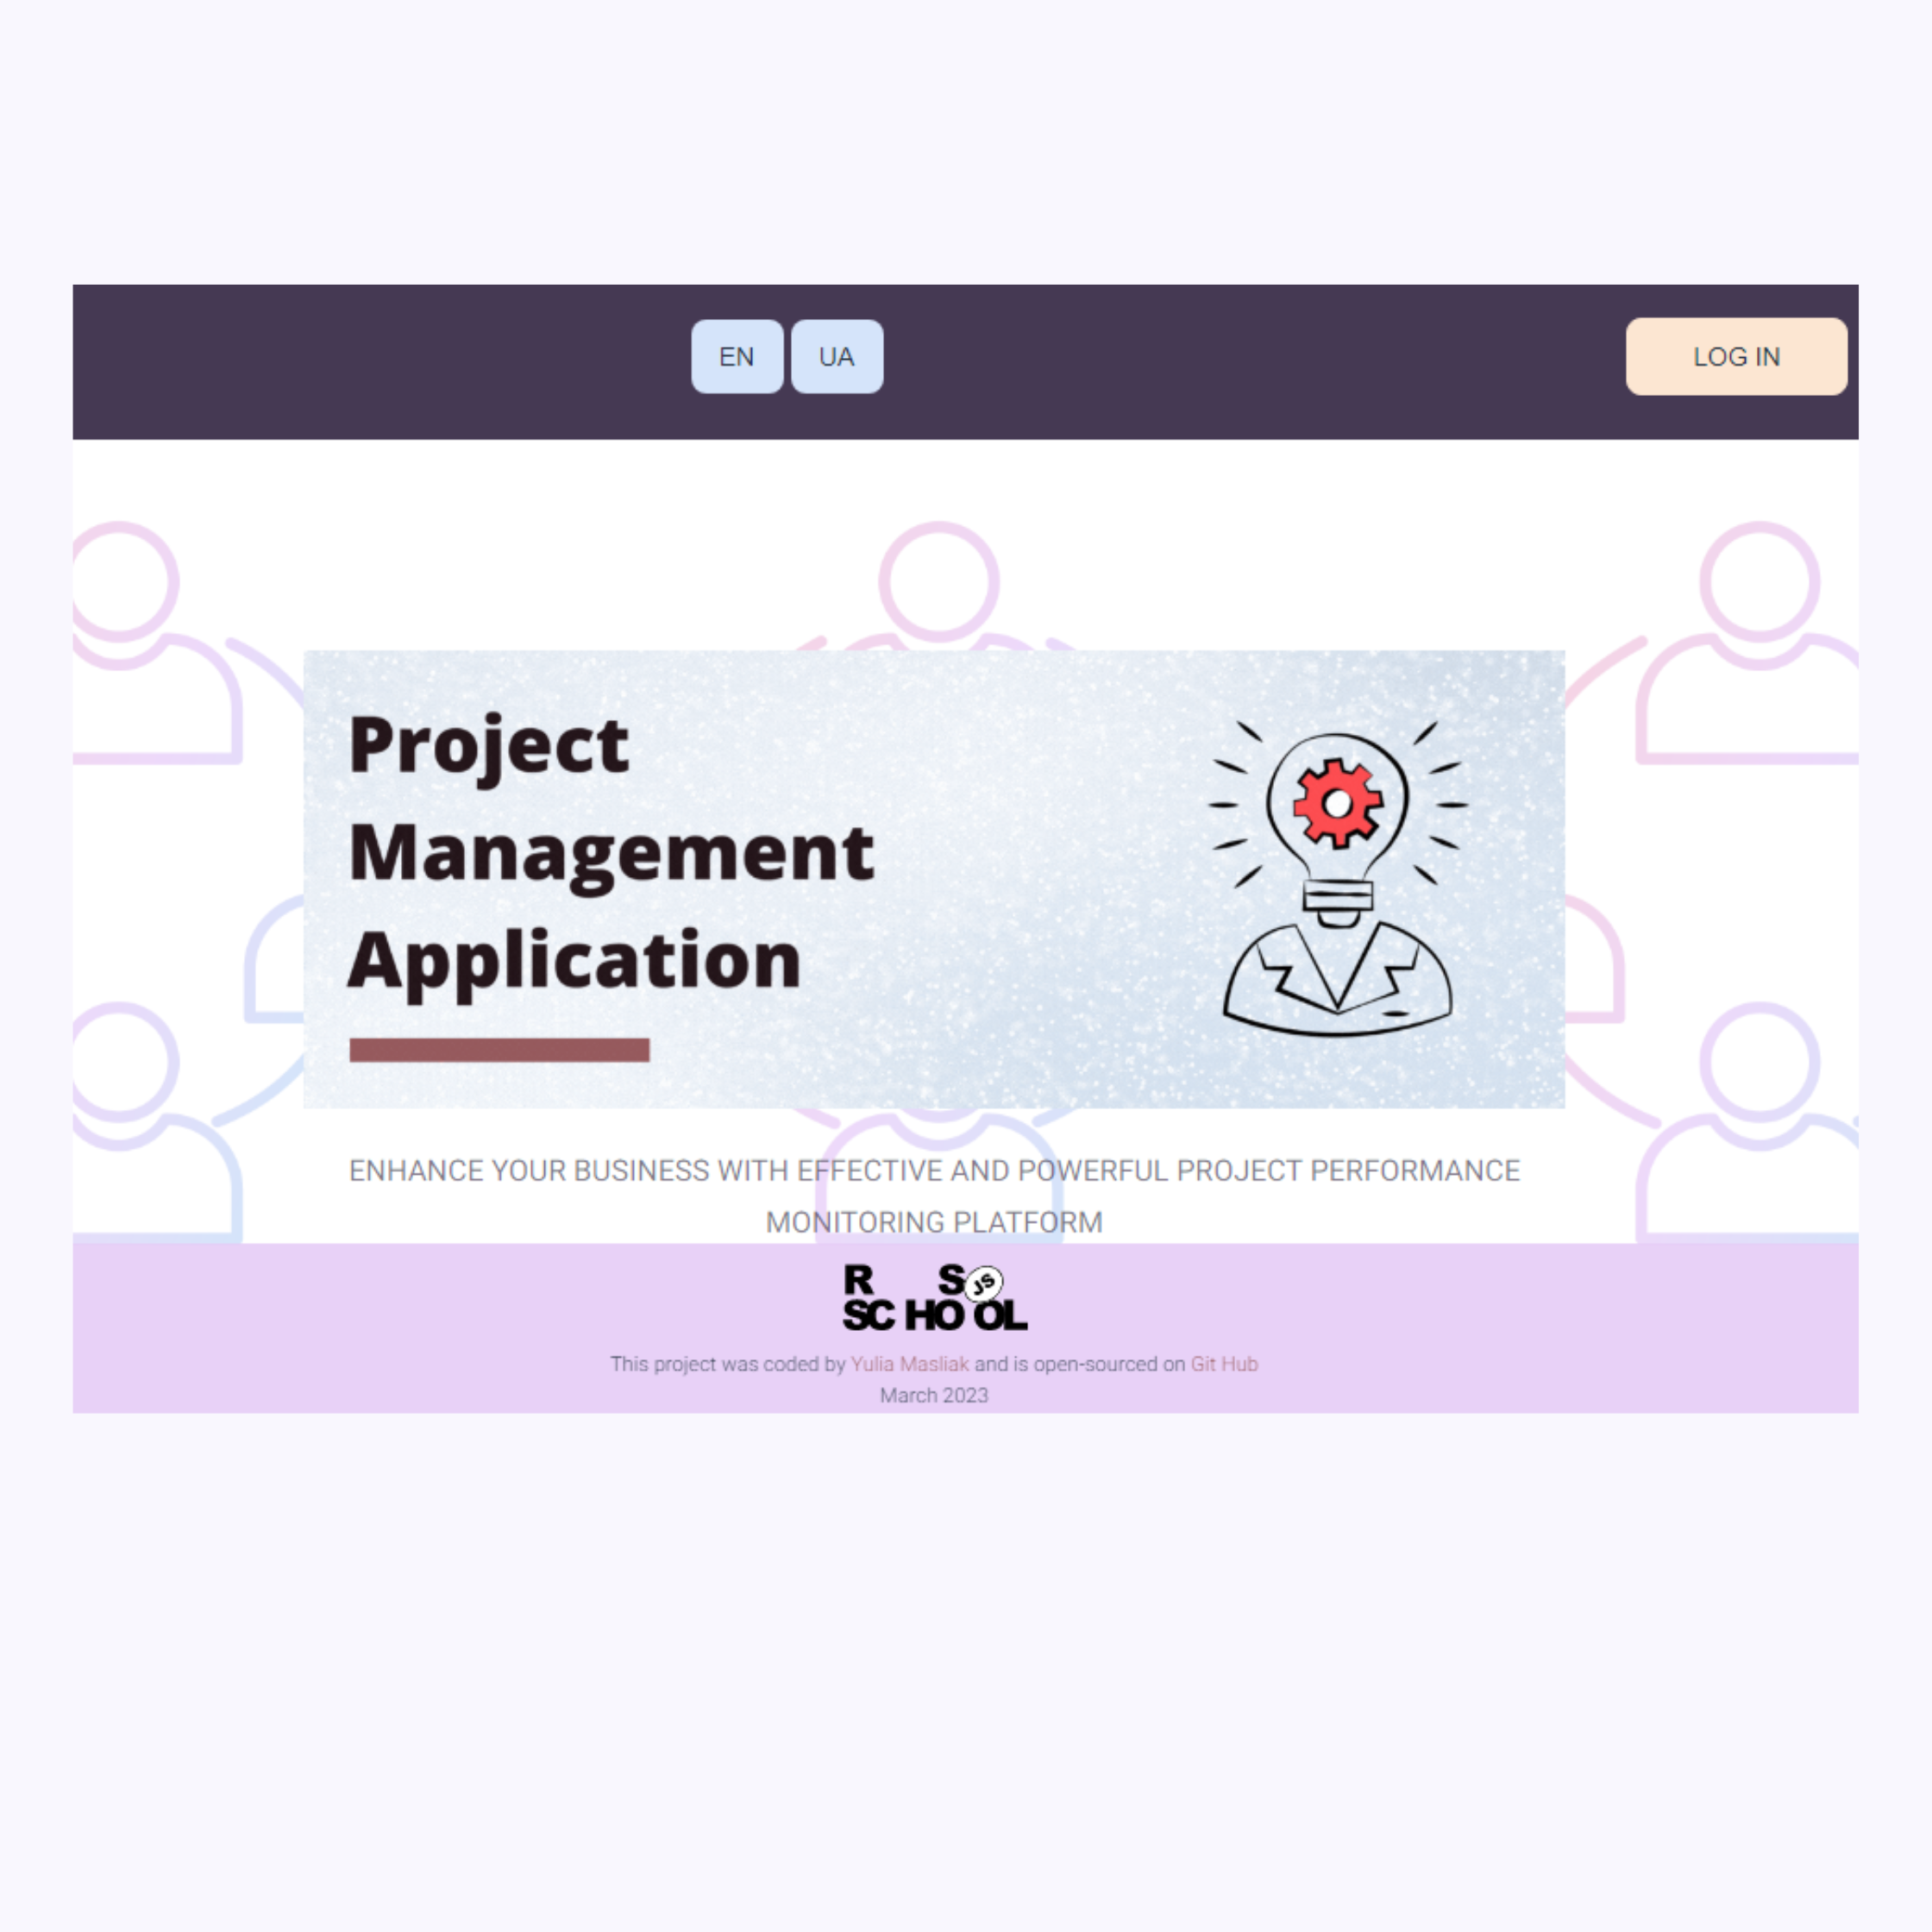 EN UA LOG IN
Project
Management
Application
ENHANCE YOUR BUSINESS WITH EFFECTIVE AND POWERFUL PROJECT PERFORMANCE
MONITORING PLATFORM
R S JS
SCHOOL
This project was coded by Yulia Masliak and is open-sourced on Git Hub
March 2023